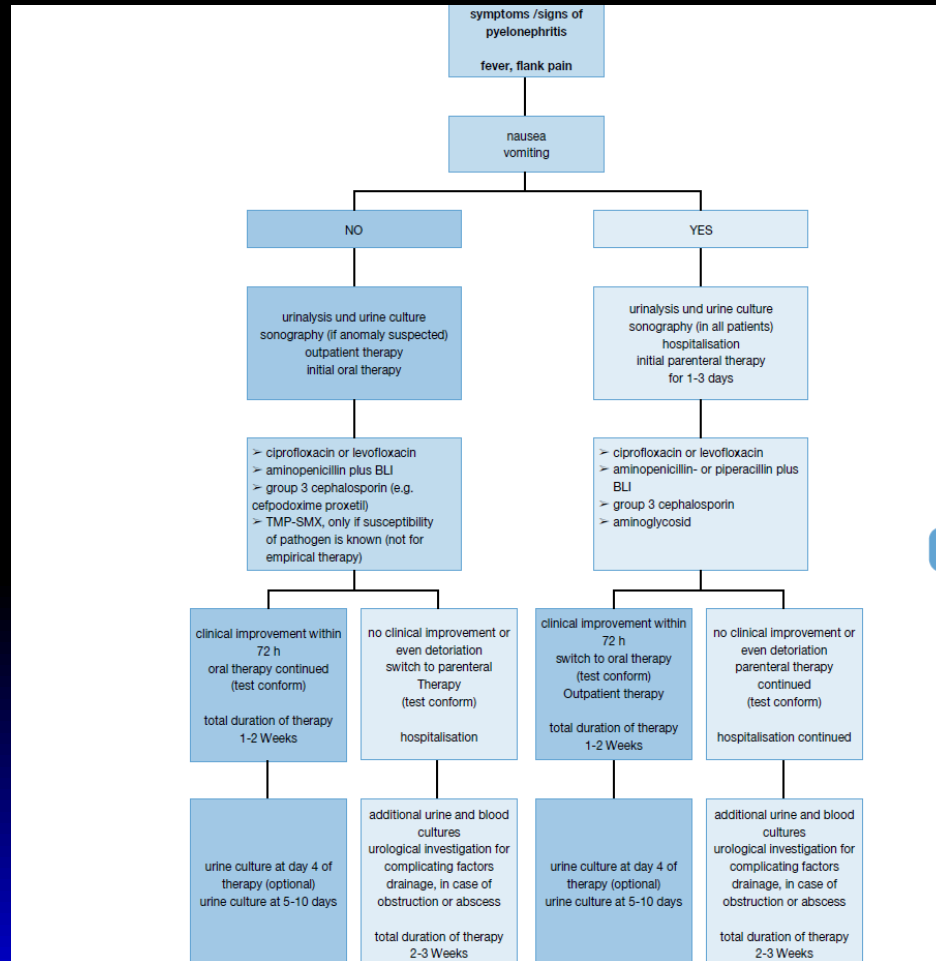 symptoms /signs of
pyelonephritis
fever, flank pain
nausea
vomiting
NO
YES
urinalysis und urine culture
sonography (if anomaly suspected)
outpatient therapy
initial oral therapy
urinalysis und urine culture
sonography (in all patients)
hospitalisation
initial parenteral therapy
for 1-3 days
➢ ciprofloxacin or levofloxacin
➢ aminopenicillin plus BLI
➢ group 3 cephalosporin (e.g.
cefpodoxime proxetil)
➢ TMP-SMX, only if susceptibility
of pathogen is known (not for
empirical therapy)
➢ ciprofloxacin or levofloxacin
➢ aminopenicillin- or piperacillin plus
BLI
➢ group 3 cephalosporin
➢ aminoglycosid
clinical improvement within
72 h
oral therapy continued
(test conform)
total duration of therapy
1-2 Weeks
no clinical improvement or
even detoriation
switch to parenteral
Therapy
(test conform)
hospitalisation
clinical improvement within
72 h
switch to oral therapy
(test conform)
Outpatient therapy
total duration of therapy
1-2 Weeks
no clinical improvement or
even detoriation
parenteral therapy
continued
(test conform)
hospitalisation continued
urine culture at day 4 of
therapy (optional)
urine culture at 5-10 days
additional urine and blood
cultures
urological investigation for
complicating factors
drainage, in case of
obstruction or abscess
total duration of therapy
2-3 Weeks
urine culture at day 4 of
therapy (optional)
urine culture at 5-10 days
additional urine and blood
cultures
urological investigation for
complicating factors
drainage, in case of
obstruction or abscess
total duration of therapy
2-3 Weeks